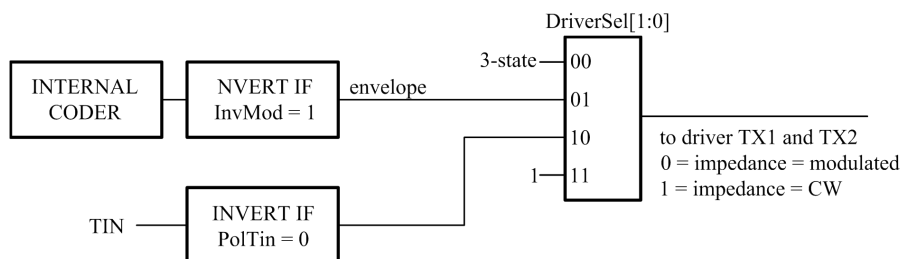 DriverSel[1:0]
3-state
00
INTERNAL
CODER
NVERT IF
InvMod = 1
envelope
01
10
to driver TX1 and TX2
0 = impedance = modulated
1 = impedance = CW
1
11
TIN
INVERT IF
PolTin = 0